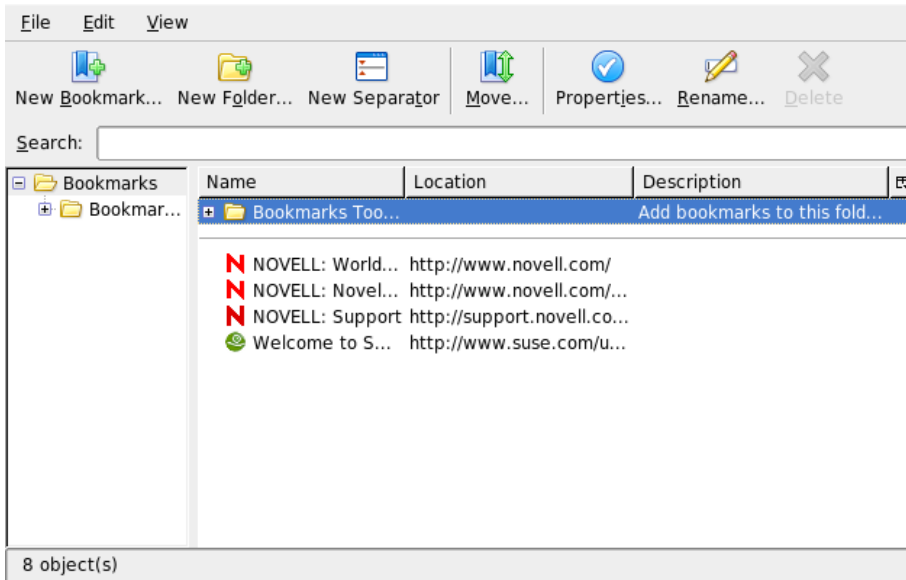 File Edit View
New Bookmark... New Folder... New Separator Move... Properties... Rename... Delete
Search:
Bookmarks
Bookmar...
Name Location Description
Bookmarks Too... Add bookmarks to this fold...
NOVELL: World... http://www.novell.com/
NOVELL: Novel... http://www.novell.com/...
NOVELL: Support http://support.novell.co...
Welcome to S... http://www.suse.com/u...
8 object(s)